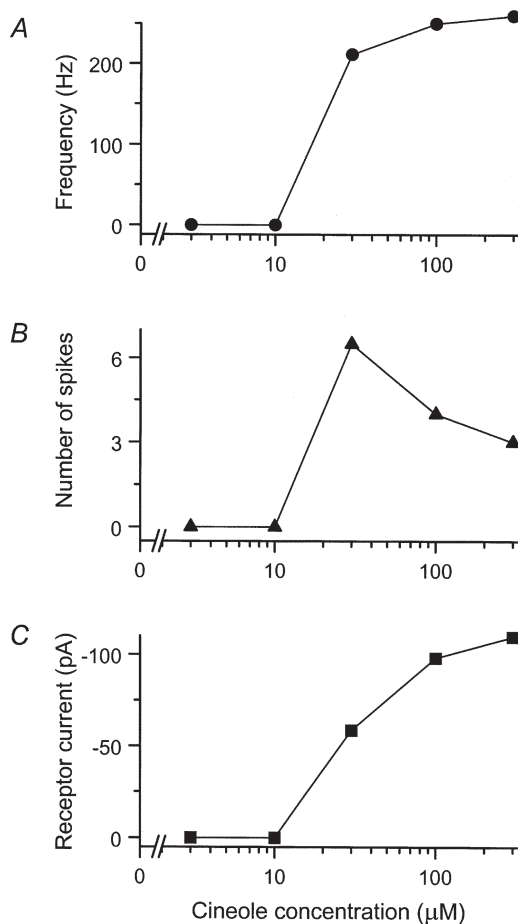 A
Frequency (Hz)
200
100
0
0
10
100
B
Number of spikes
6
3
0
0
10
100
C
Receptor current (pA)
-100
-50
0
0
10
100
Cineole concentration (μM)